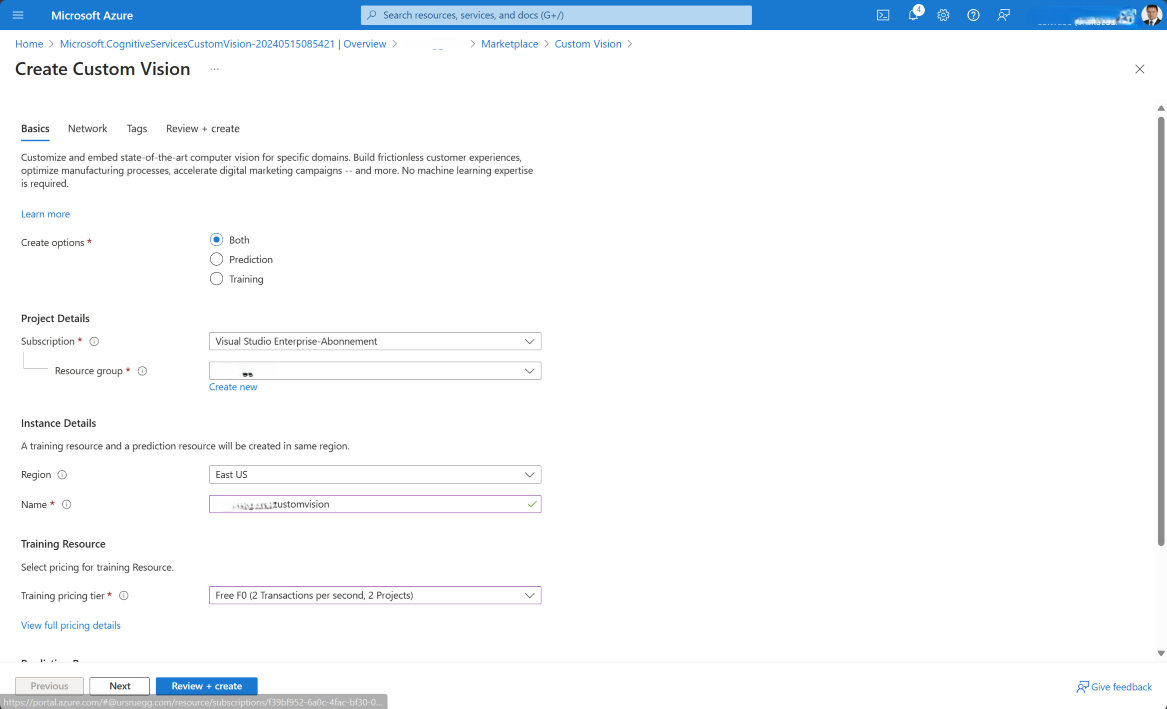 Microsoft Azure
Search resources, services, and docs (G+/)
4
Home > Microsoft.CognitiveServicesCustomVision-20240515085421 | Overview > > Marketplace > Custom Vision >
Create Custom Vision ...
Basics Network Tags Review + create
Customize and embed state-of-the-art computer vision for specific domains. Build frictionless customer experiences,
optimize manufacturing processes, accelerate digital marketing campaigns -- and more. No machine learning expertise
is required.
Learn more
Create options *
Both
Prediction
Training
Project Details
Subscription * Visual Studio Enterprise-Abonnement
Resource group *
Create new
Instance Details
A training resource and a prediction resource will be created in same region.
Region East US
Name * customvision
Training Resource
Select pricing for training Resource.
Training pricing tier * Free F0 (2 Transactions per second, 2 Projects)
View full pricing details
Previous Next Review + create
Give feedback
https://portal.azure.com/#@ursruegg.com/resource/subscriptions/f39bf952-6a0c-4fac-bf30-0...